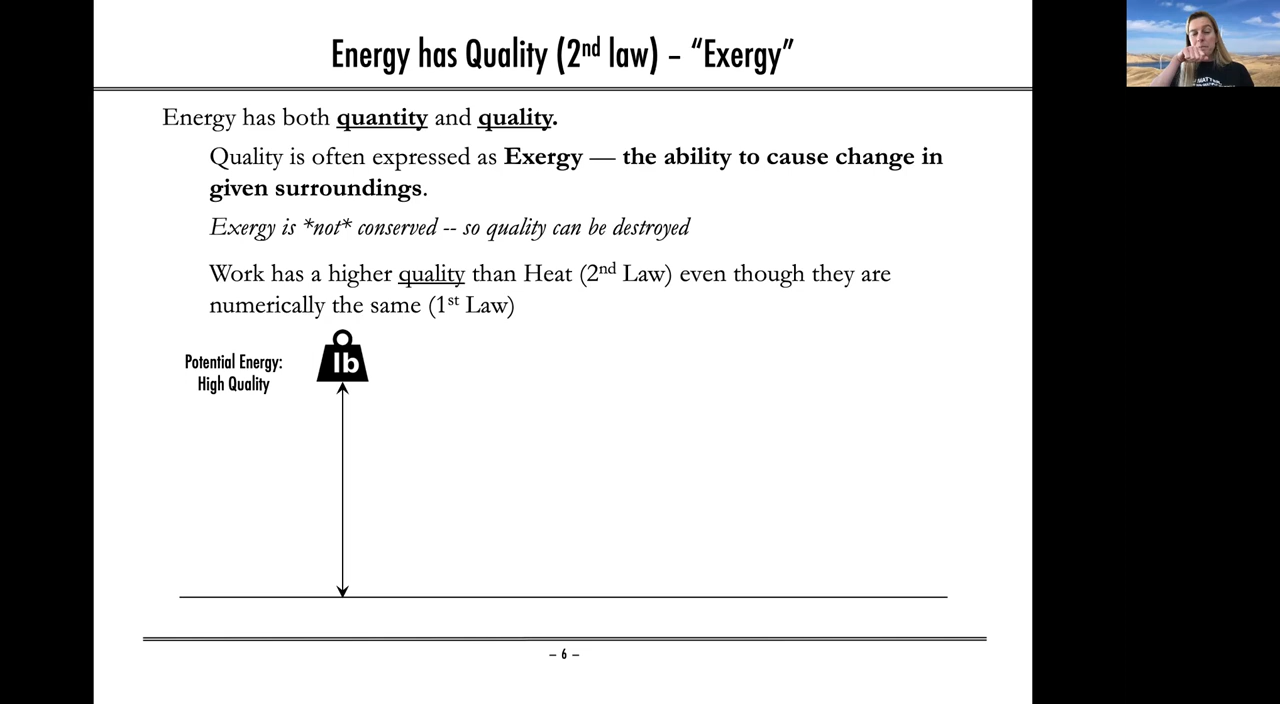 Energy has Quality (2nd law) – “Exergy”
Energy has both quantity and quality.
Quality is often expressed as Exergy — the ability to cause change in
given surroundings.
Exergy is *not* conserved -- so quality can be destroyed
Work has a higher quality than Heat (2nd Law) even though they are
numerically the same (1st Law)
Potential Energy:
High Quality
lb
– 6 –